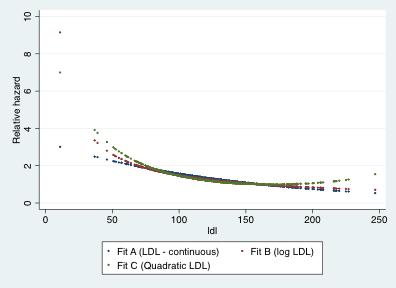 10
8
6
4
2
0
Relative hazard
0 50 100 150 200 250
ldl
Fit A (LDL - continuous) Fit B (log LDL)
Fit C (Quadratic LDL)